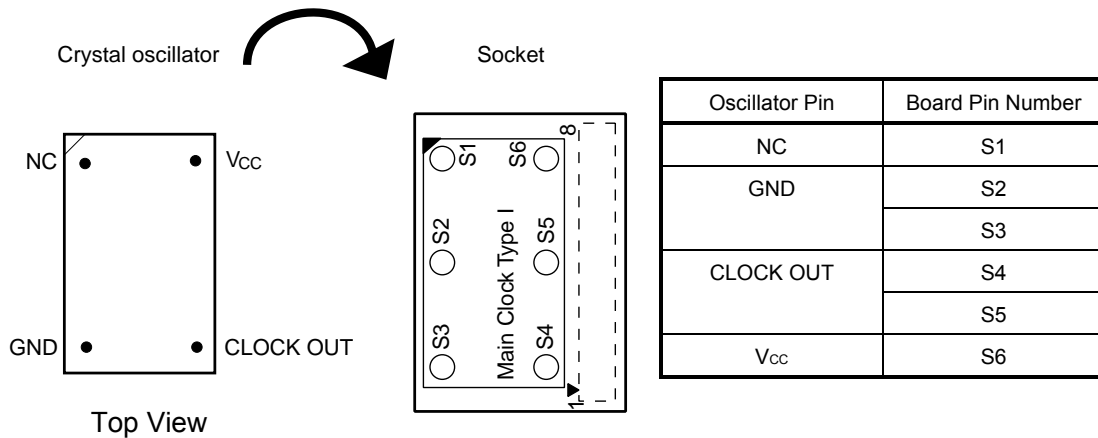 Crystal oscillator
Socket
NC
VCC
GND
CLOCK OUT
Top View
8
S1
S6
S2
S5
S3
S4
Main Clock Type I
1
Oscillator Pin Board Pin Number
NC S1
GND S2
S3
CLOCK OUT S4
S5
VCC S6